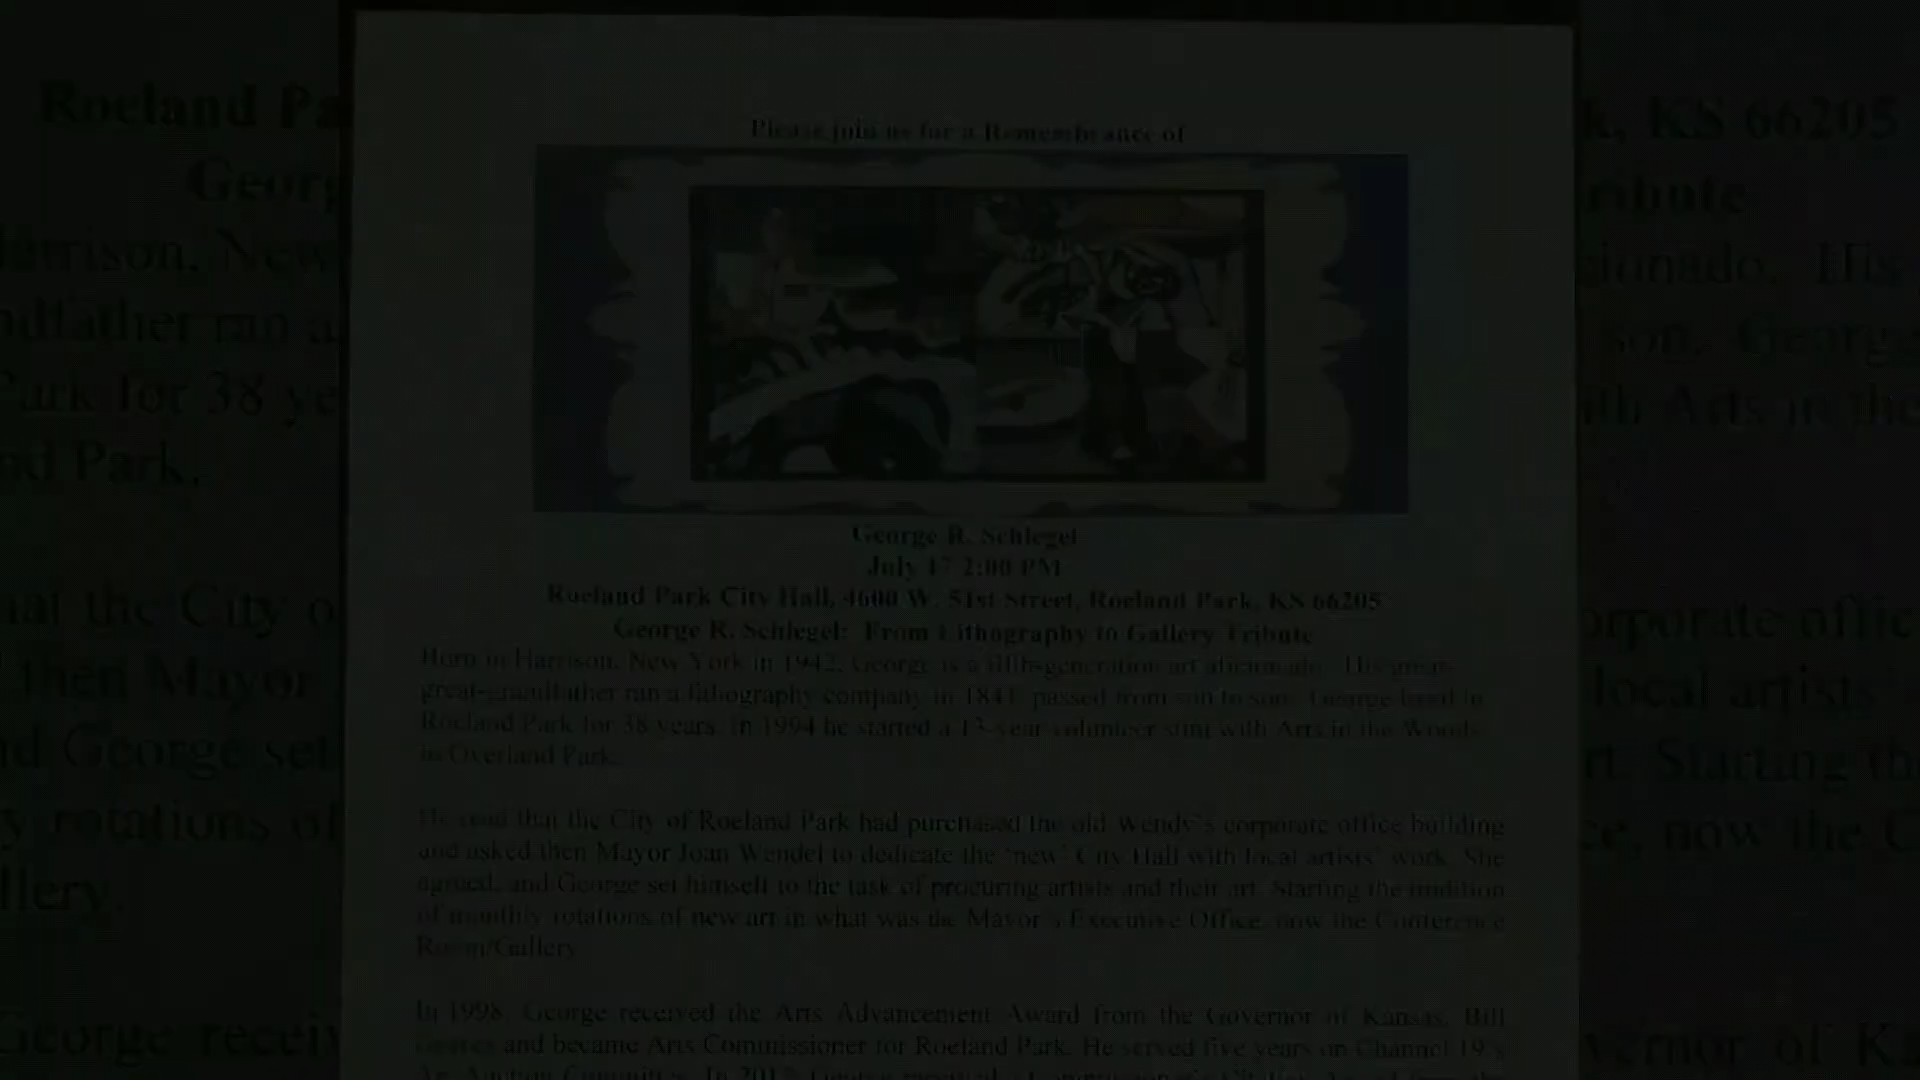 Please join us for a Remembrance of
George R. Schlegel
July 17 2:00 PM
Roeland Park City Hall, 4600 W. 51st Street, Roeland Park, KS 66205
George R. Schlegel: From Lithography to Gallery Tribute
Born in Harrison, New York in 1942, George is a fifth-generation art aficionado. His great-
great-grandfather ran a lithography company in 1841, passed from son to son. George lived in
Roeland Park for 38 years. In 1994 he started a 13-year volunteer stint with Arts in the Woods
in Overland Park.
He read that the City of Roeland Park had purchased the old Wendy's corporate office building
and asked then Mayor Joan Wendel to dedicate the 'new' City Hall with local artists' work. She
agreed, and George set himself to the task of procuring artists and their art. Starting the tradition
of monthly rotations of new art in what was the Mayor's Executive Office, now the Conference
Room/Gallery.
In 1998, George received the Arts Advancement Award from the Governor of Kansas, Bill
Graves and became Arts Commissioner for Roeland Park. He served five years on Channel 19's